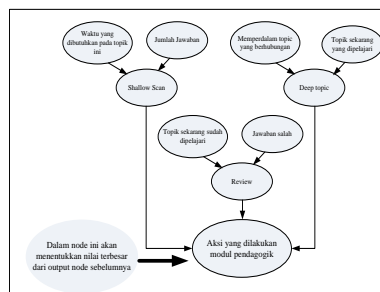 Waktu yang
dibutuhkan pada topik
ini
Jumlah Jawaban
Memperdalam topic
yang berhubungan
Topik sekarang
yang dipelajari
Shallow Scan
Deep topic
Topik sekarang sudah
dipelajari
Jawaban salah
Review
Dalam node ini akan
menentukkan nilai terbesar
dari output node sebelumnya
Aksi yang dilakukan
modul pendagogik